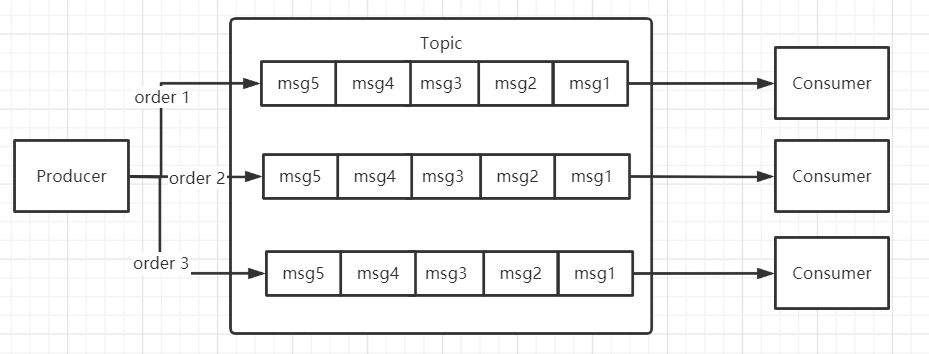 Topic
order 1
msg5 msg4 msg3 msg2 msg1
Consumer
Producer
order 2
msg5 msg4 msg3 msg2 msg1
Consumer
order 3
msg5 msg4 msg3 msg2 msg1
Consumer